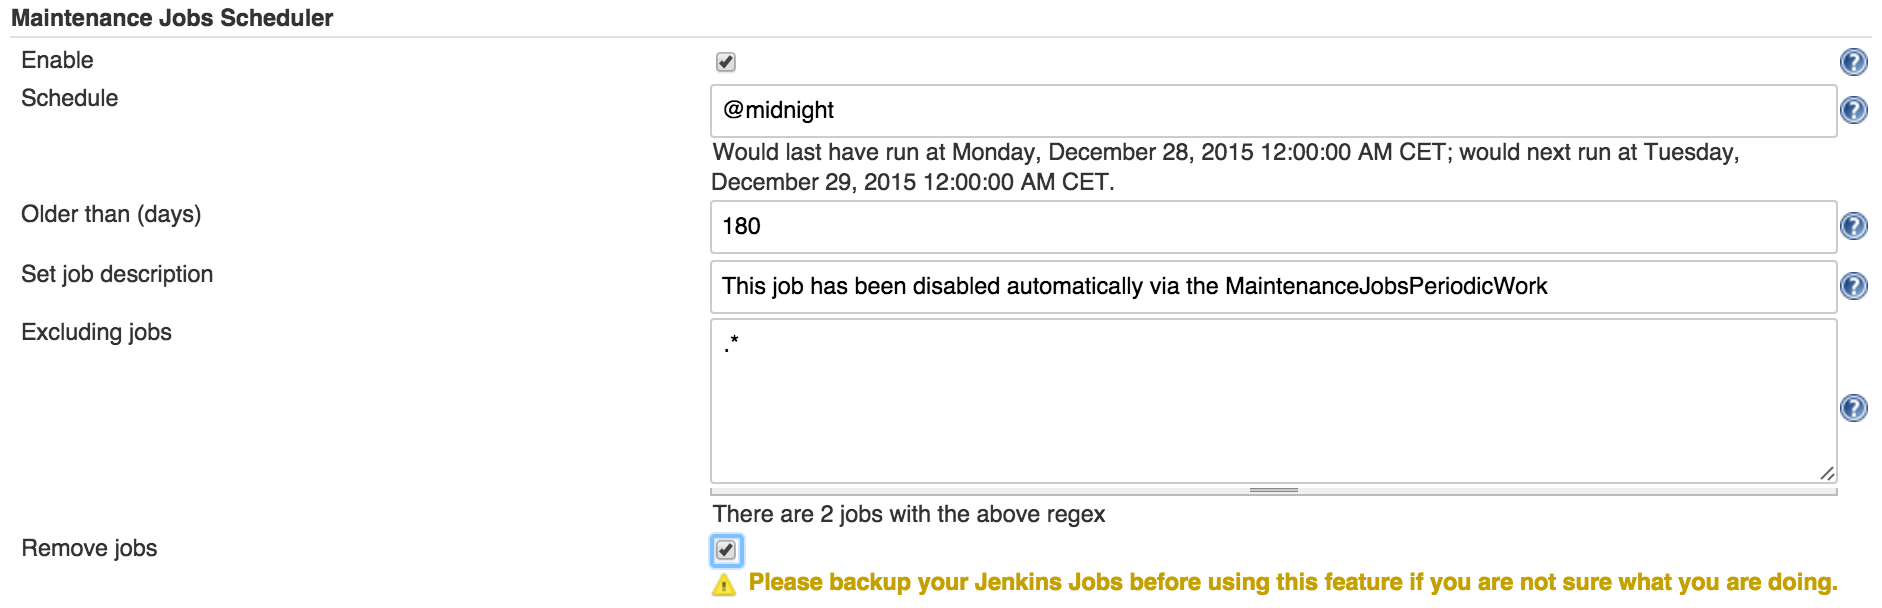 Maintenance Jobs Scheduler
Enable
Schedule
@midnight
Would last have run at Monday, December 28, 2015 12:00:00 AM CET; would next run at Tuesday,
December 29, 2015 12:00:00 AM CET.
Older than (days)
180
Set job description
This job has been disabled automatically via the MaintenanceJobsPeriodicWork
Excluding jobs
.*
There are 2 jobs with the above regex
Remove jobs
Please backup your Jenkins Jobs before using this feature if you are not sure what you are doing.